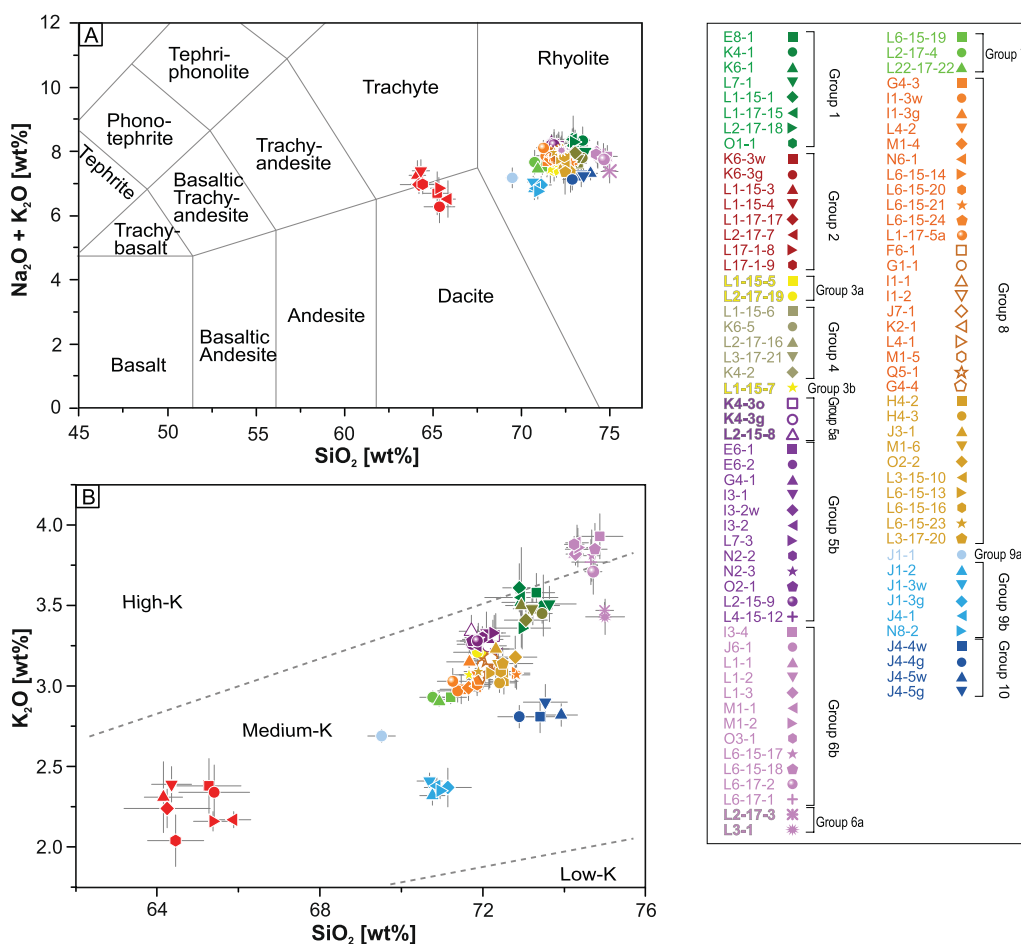 A
Na2O + K2O [wt%]
12
10
8
6
4
2
0
Tephri-
phonolite
Phono-
tephrite
Tephrite
Trachy-
basalt
Basaltic
Trachy-
andesite
Trachy-
andesite
Trachyte
Rhyolite
Basalt
Basaltic
Andesite
Andesite
Dacite
45 50 55 60 65 70 75
SiO2 [wt%]
B
K2O [wt%]
4.0
3.5
3.0
2.5
2.0
High-K
Medium-K
Low-K
64 68 72 76
SiO2 [wt%]
E8-1
K4-1
K6-1
L7-1
L1-15-1
L1-17-15
L2-17-18
O1-1
Group 1
K6-3w
K6-3g
L1-15-3
L1-15-4
L1-17-17
L2-17-7
L17-1-8
L17-1-9
Group 2
L1-15-5
L2-17-19
Group 3a
L1-15-6
K6-5
L2-17-16
L3-17-21
K4-2
Group 4
L1-15-7
Group 3b
K4-3o
K4-3g
L2-15-8
Group 5a
E6-1
E6-2
G4-1
I3-1
I3-2w
I3-2
L7-3
N2-2
N2-3
O2-1
L2-15-9
L4-15-12
Group 5b
I3-4
J6-1
L1-1
L1-2
L1-3
M1-1
M1-2
O3-1
L6-15-17
L6-15-18
L6-17-2
L6-17-1
Group 6b
L2-17-3
L3-1
Group 6a
L6-15-19
L2-17-4
L22-17-22
Group
G4-3
I1-3w
I1-3g
L4-2
M1-4
N6-1
L6-15-14
L6-15-20
L6-15-21
L6-15-24
L1-17-5a
F6-1
G1-1
I1-1
I1-2
J7-1
K2-1
L4-1
M1-5
Q5-1
G4-4
H4-2
H4-3
J3-1
M1-6
O2-2
L3-15-10
L6-15-13
L6-15-16
L6-15-23
L3-17-20
Group 8
J1-1
Group 9a
J1-2
J1-3w
J1-3g
J4-1
N8-2
Group 9b
J4-4w
J4-4g
J4-5w
J4-5g
Group 10